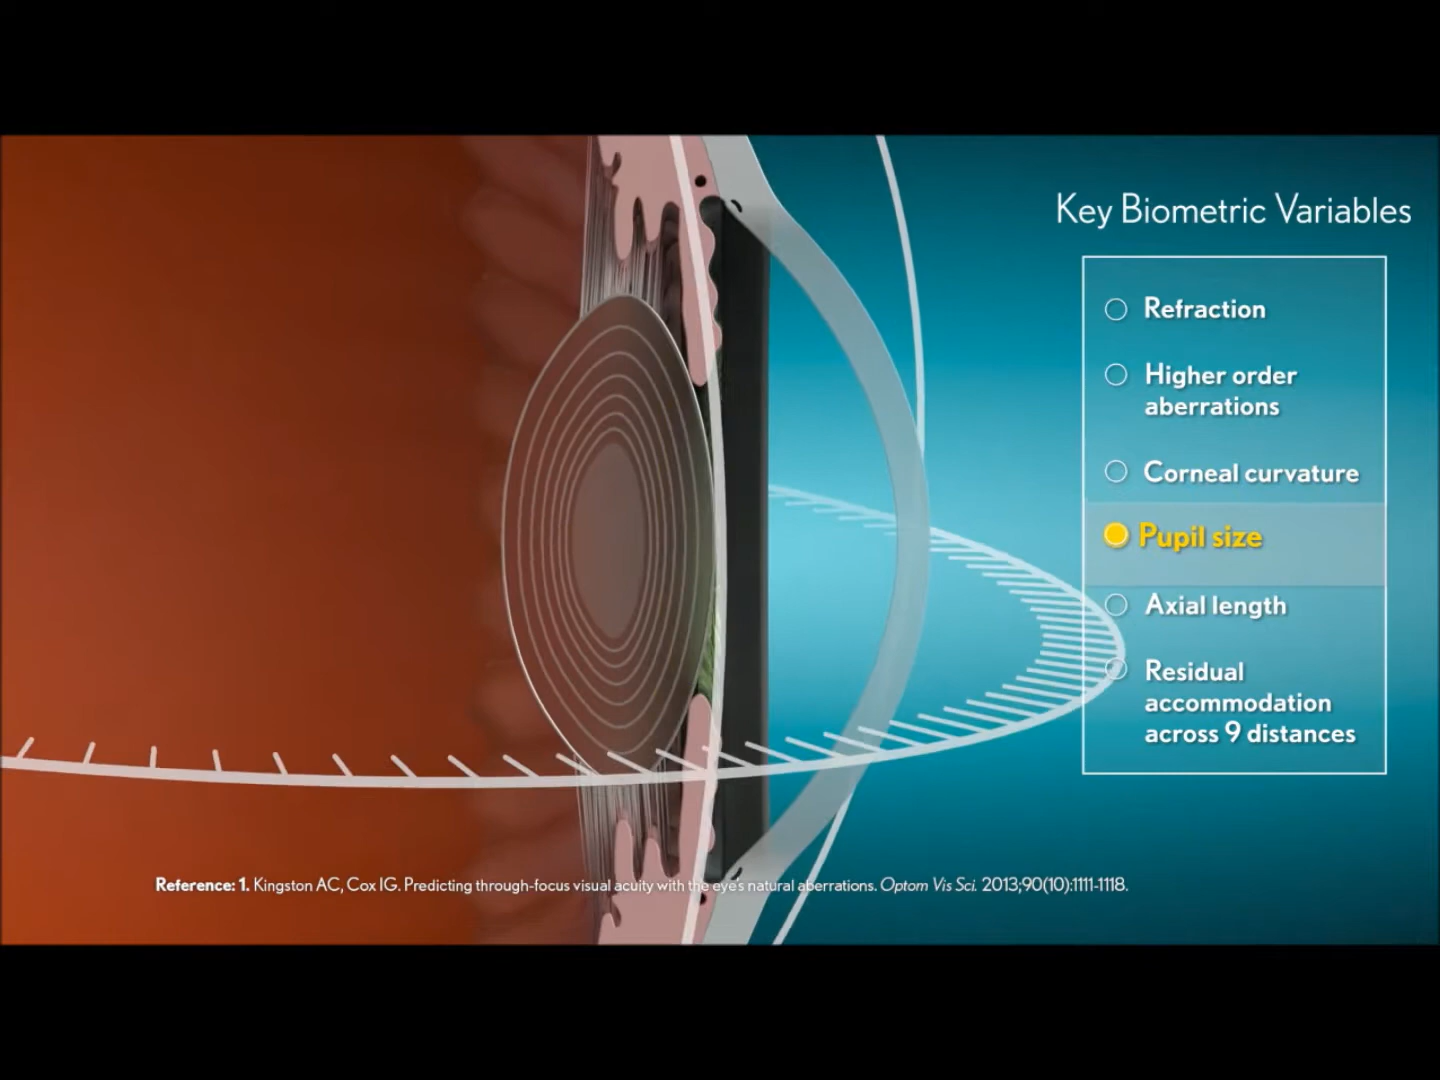 Key Biometric Variables
Refraction
Higher order
aberrations
Corneal curvature
Pupil size
Axial length
Residual
accommodation
across 9 distances
Reference: 1. Kingston AC, Cox IG. Predicting through-focus visual acuity with the eye's natural aberrations. Optom Vis Sci. 2013;90(10):1111-1118.